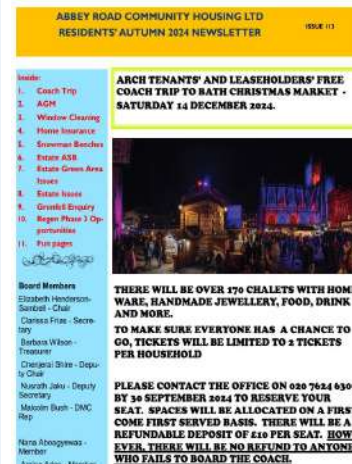 ABBEY ROAD COMMUNITY HOUSING LTD
RESIDENTS' AUTUMN 2024 NEWSLETTER
ISSUE 113
Inside:
1. Coach Trip
2. AGM
3. Window Cleaning
4. Home Insurance
5. Snowman Benches
6. Estate ASB
7. Estate Green Area
Issues
8. Estate Issues
9. Grenfell Enquiry
10. Regen Phase 3 Op-
portunities
11. Fun pages
Board Members
Elizabeth Henderson-
- Chair
Clarissa Frias - Secre-
tary
Barbara Wilson -
Treasurer
Chenjerai Shire - Depu-
ty Chair
Nusrath Jaku - Deputy
Secretary
Malcolm Bush - DMC
Rep
Nana Aboagyewaa -
Member
ARCH TENANTS' AND LEASEHOLDERS' FREE
COACH TRIP TO BATH CHRISTMAS MARKET -
SATURDAY 14 DECEMBER 2024.
THERE WILL BE OVER 170 CHALETS WITH HOME
WARE, HANDMADE JEWELLERY, FOOD, DRINK
AND MORE.
TO MAKE SURE EVERYONE HAS A CHANCE TO
GO, TICKETS WILL BE LIMITED TO 2 TICKETS
PER HOUSEHOLD
PLEASE CONTACT THE OFFICE ON 020 7624 630
BY 30 SEPTEMBER 2024 TO RESERVE YOUR
SEAT. SPACES WILL BE ALLOCATED ON A FIRST
COME FIRST SERVED BASIS. THERE WILL BE A
REFUNDABLE DEPOSIT OF £10 PER SEAT. HOW
EVER, THERE WILL BE NO REFUND TO ANYONE
WHO FAILS TO BOARD THE COACH.